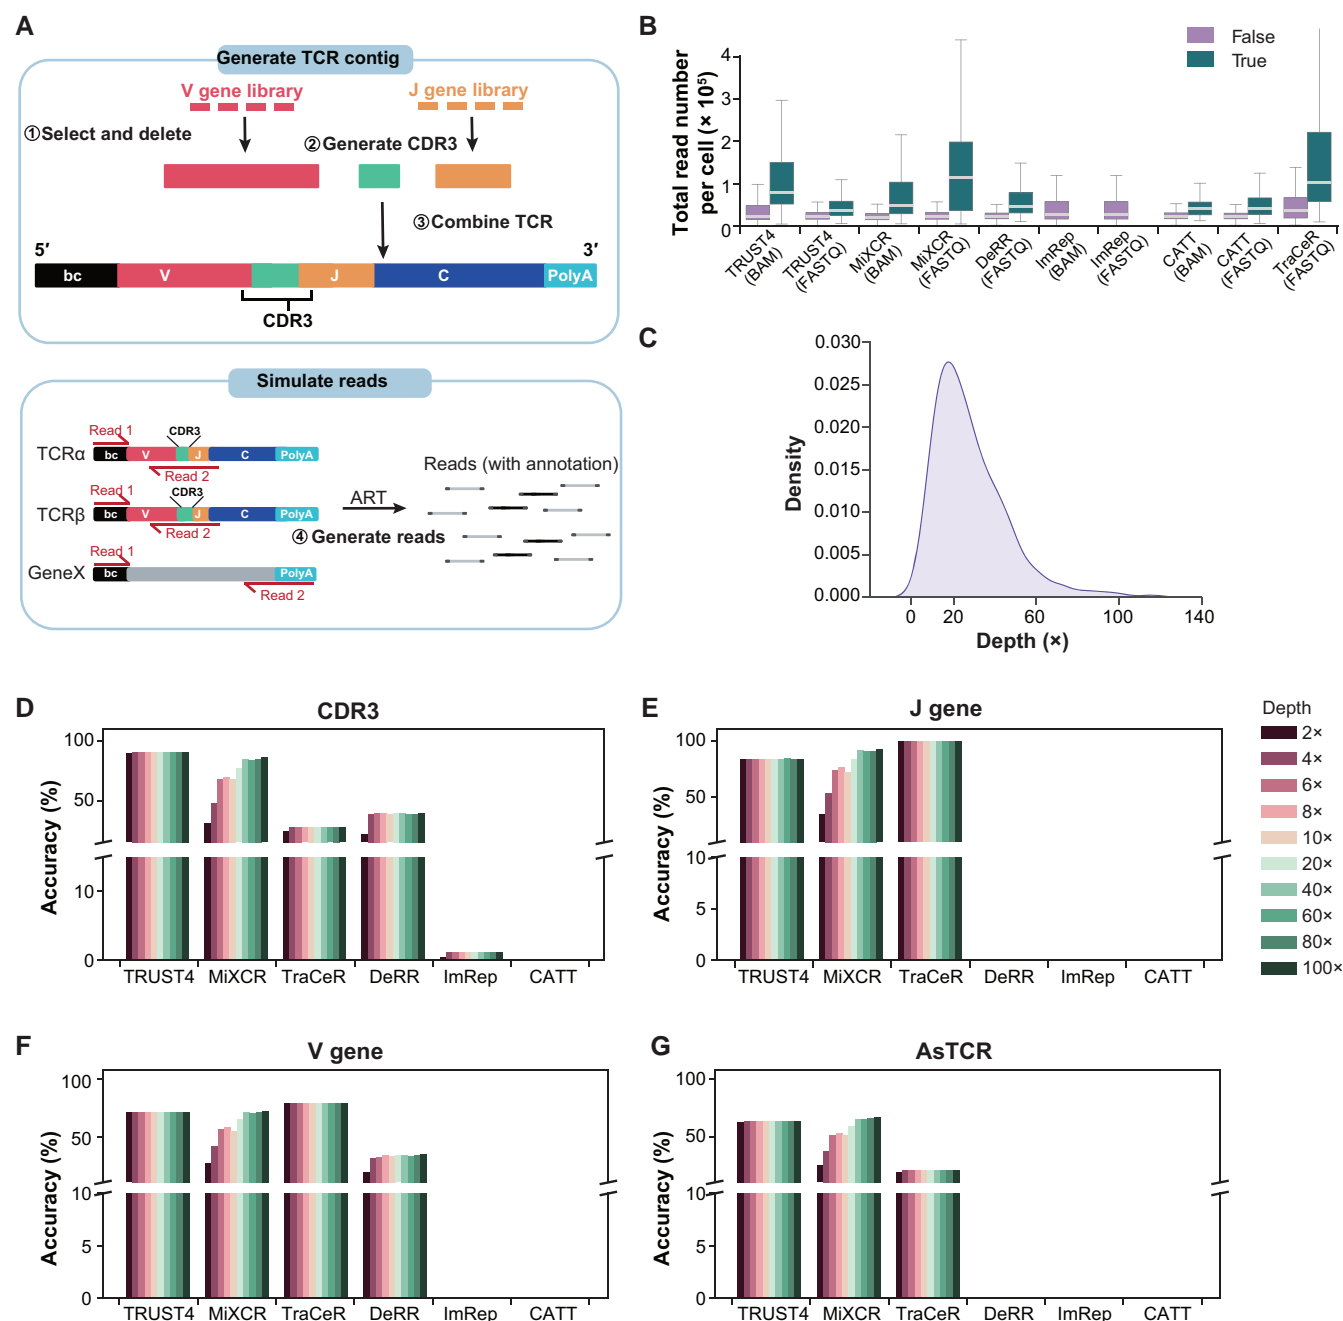 A
Generate TCR contig
V gene library
J gene library
①Select and delete
②Generate CDR3
③Combine TCR
5′
3′
bc
V
J
C
PolyA
CDR3
Simulate reads
Read 1
CDR3
TCRα
bc
V
J
C
PolyA
Read 2
Read 1
CDR3
TCRβ
bc
V
J
C
PolyA
Read 2
Read 1
GeneX
bc
PolyA
Read 2
ART
④ Generate reads
Reads (with annotation)
B
Total read number
per cell (× 10⁵)
4
3
2
1
0
False
True
TRUST4
(BAM)
TRUST4
(FASTQ)
MiXCR
(BAM)
MiXCR
(FASTQ)
DeRR
(FASTQ)
ImRep
(BAM)
ImRep
(FASTQ)
CATT
(BAM)
CATT
(FASTQ)
TraCeR
(FASTQ)
C
Density
0.030
0.025
0.020
0.015
0.010
0.005
0.000
0
20
60
100
140
Depth (×)
D
CDR3
Accuracy (%)
100
50
Accuracy (%)
10
0
TRUST4
MiXCR
TraCeR
DeRR
ImRep
CATT
E
J gene
Accuracy (%)
100
50
Accuracy (%)
10
5
0
TRUST4
MiXCR
TraCeR
DeRR
ImRep
CATT
Depth
2×
4×
6×
8×
10×
20×
40×
60×
80×
100×
F
V gene
Accuracy (%)
100
50
Accuracy (%)
10
5
0
TRUST4
MiXCR
TraCeR
DeRR
ImRep
CATT
G
AsTCR
Accuracy (%)
100
50
Accuracy (%)
10
5
0
TRUST4
MiXCR
TraCeR
DeRR
ImRep
CATT